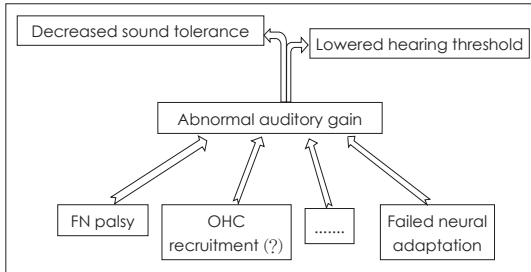 Decreased sound tolerance
Lowered hearing threshold
Abnormal auditory gain
FN palsy
OHC
recruitment (?)
.......
Failed neural
adaptation